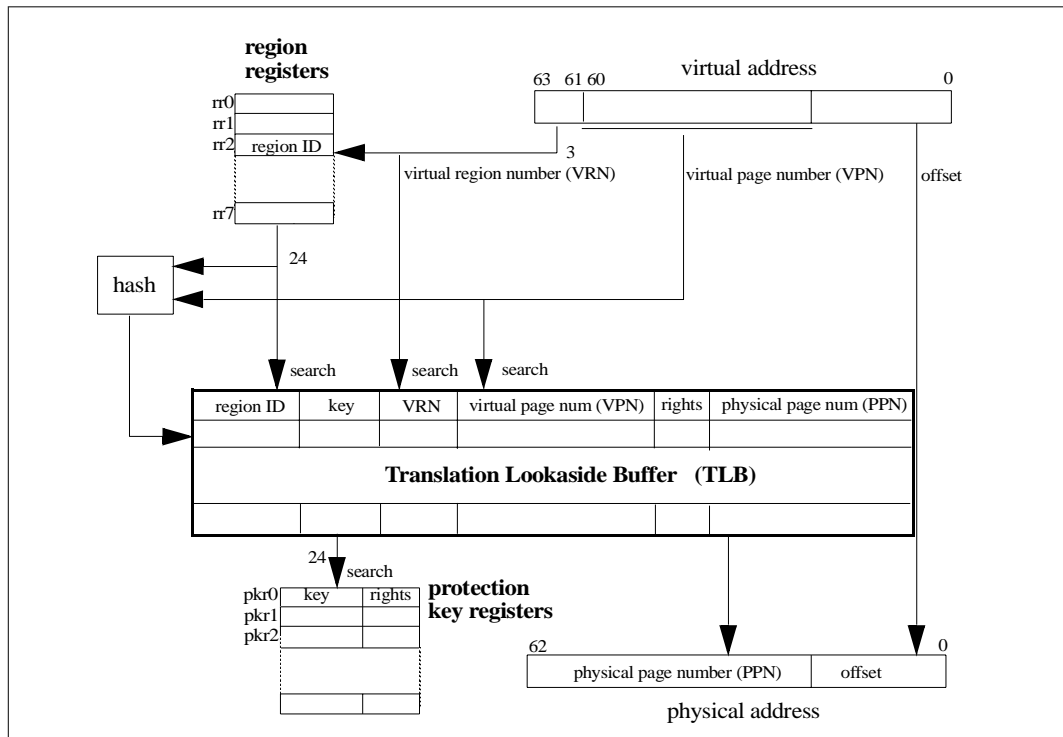 region
registers
virtual address
63 61 60 0
rr0
rr1
rr2 region ID
3
virtual region number (VRN)
virtual page number (VPN)
offset
rr7
24
hash
search search search
region ID key VRN virtual page num (VPN) rights physical page num (PPN)
Translation Lookaside Buffer (TLB)
24
search
protection
key registers
pkr0 key rights
pkr1
pkr2
62 0
physical page number (PPN) offset
physical address